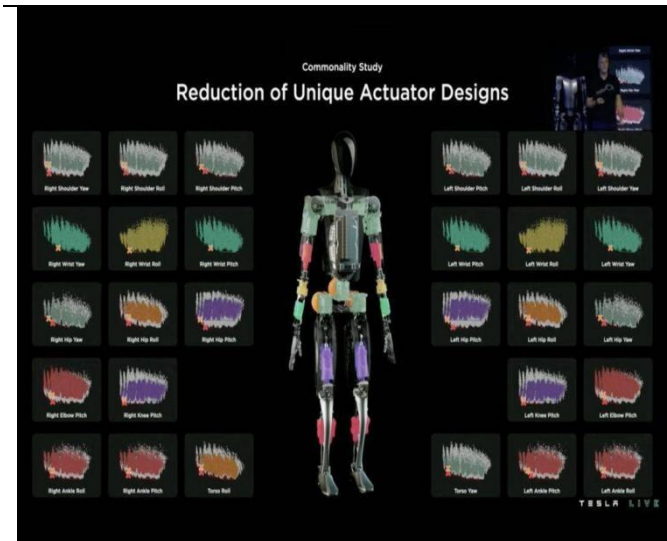 Commonality Study
Reduction of Unique Actuator Designs
Right Shoulder Yaw
Right Shoulder Roll
Right Shoulder Pitch
Left Shoulder Pitch
Left Shoulder Roll
Left Shoulder Yaw
Right Wrist Yaw
Right Wrist Roll
Right Wrist Pitch
Left Wrist Pitch
Left Wrist Roll
Left Wrist Yaw
Right Hip Yaw
Right Hip Roll
Right Hip Pitch
Left Hip Pitch
Left Hip Roll
Left Hip Yaw
Right Elbow Pitch
Right Knee Pitch
Left Knee Pitch
Left Elbow Pitch
Right Ankle Roll
Right Ankle Pitch
Torso Roll
Torso Yaw
Left Ankle Pitch
Left Ankle Roll
TESLA LIVE